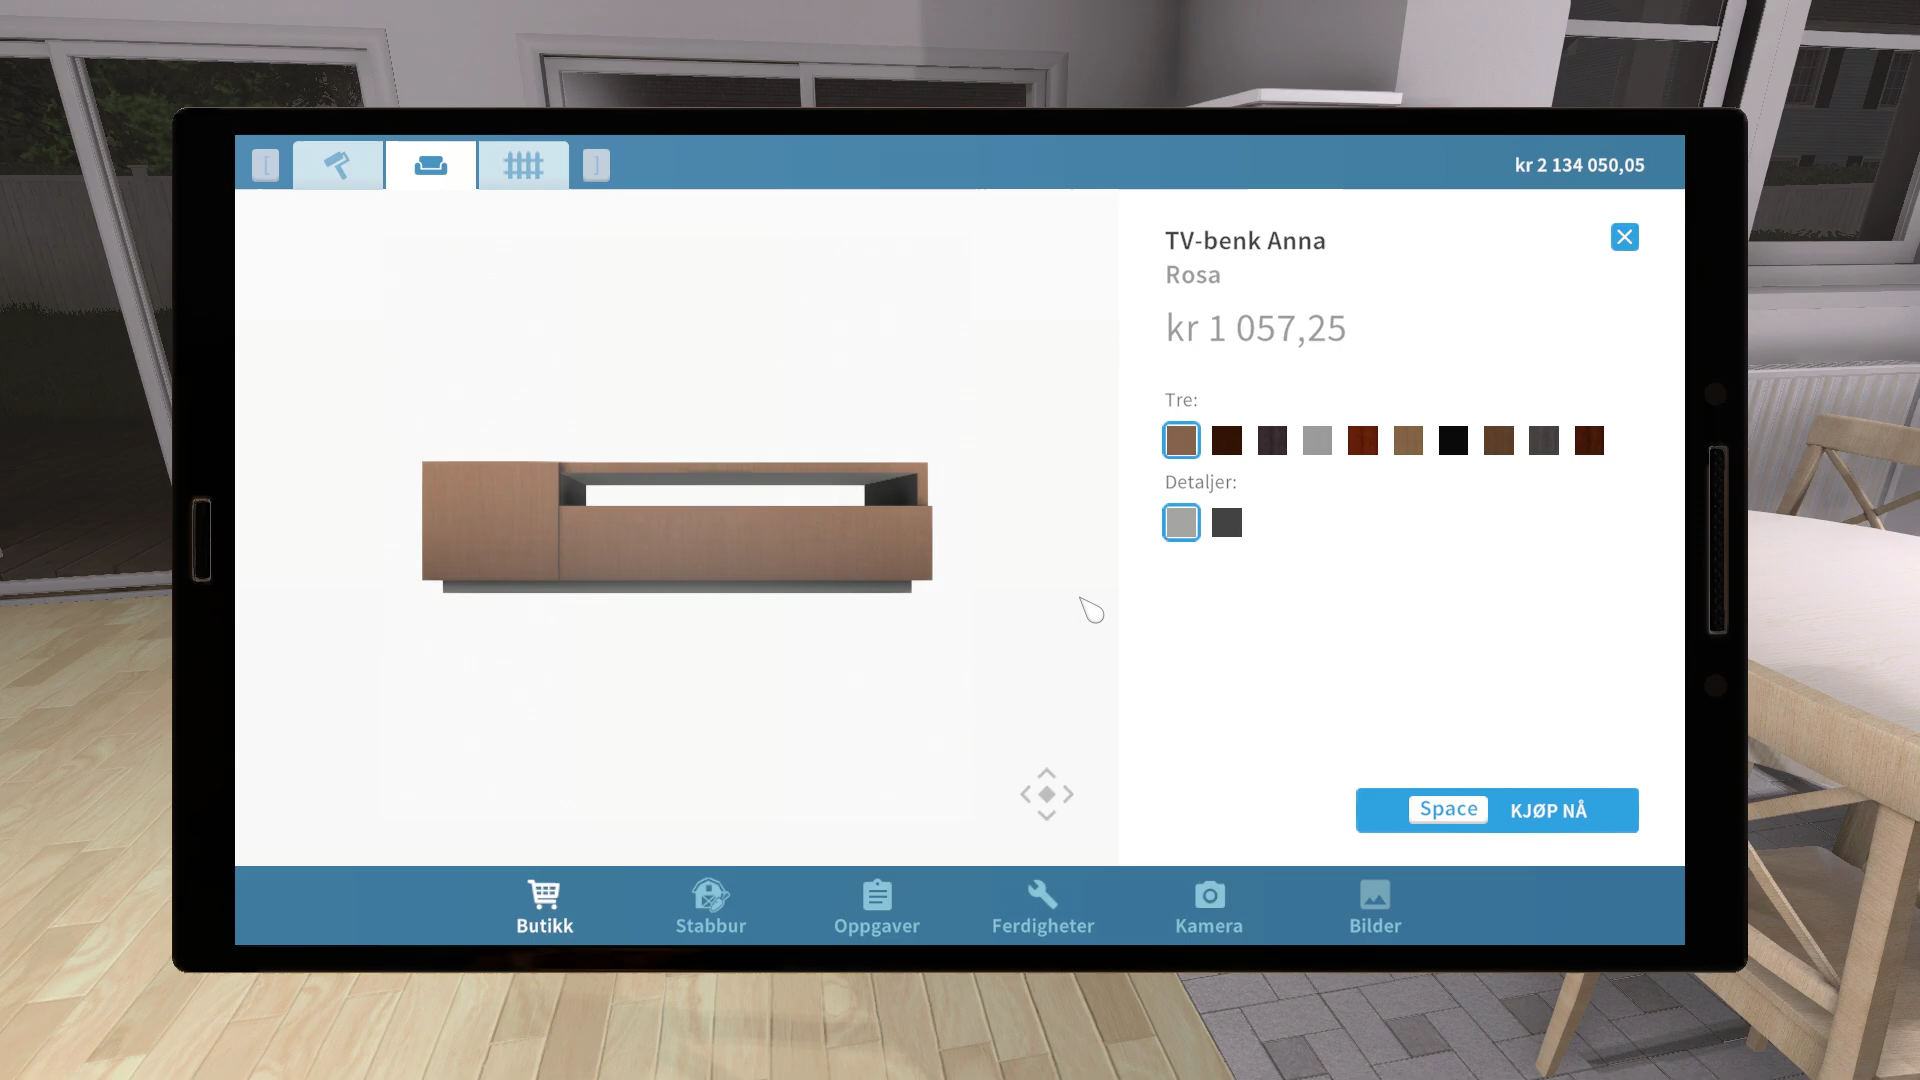 [
]
kr 2 134 050,05
TV-benk Anna
Rosa
kr 1 057,25
Tre:
Detaljer:
Space KJØP NÅ
Butikk
Stabbur
Oppgaver
Ferdigheter
Kamera
Bilder